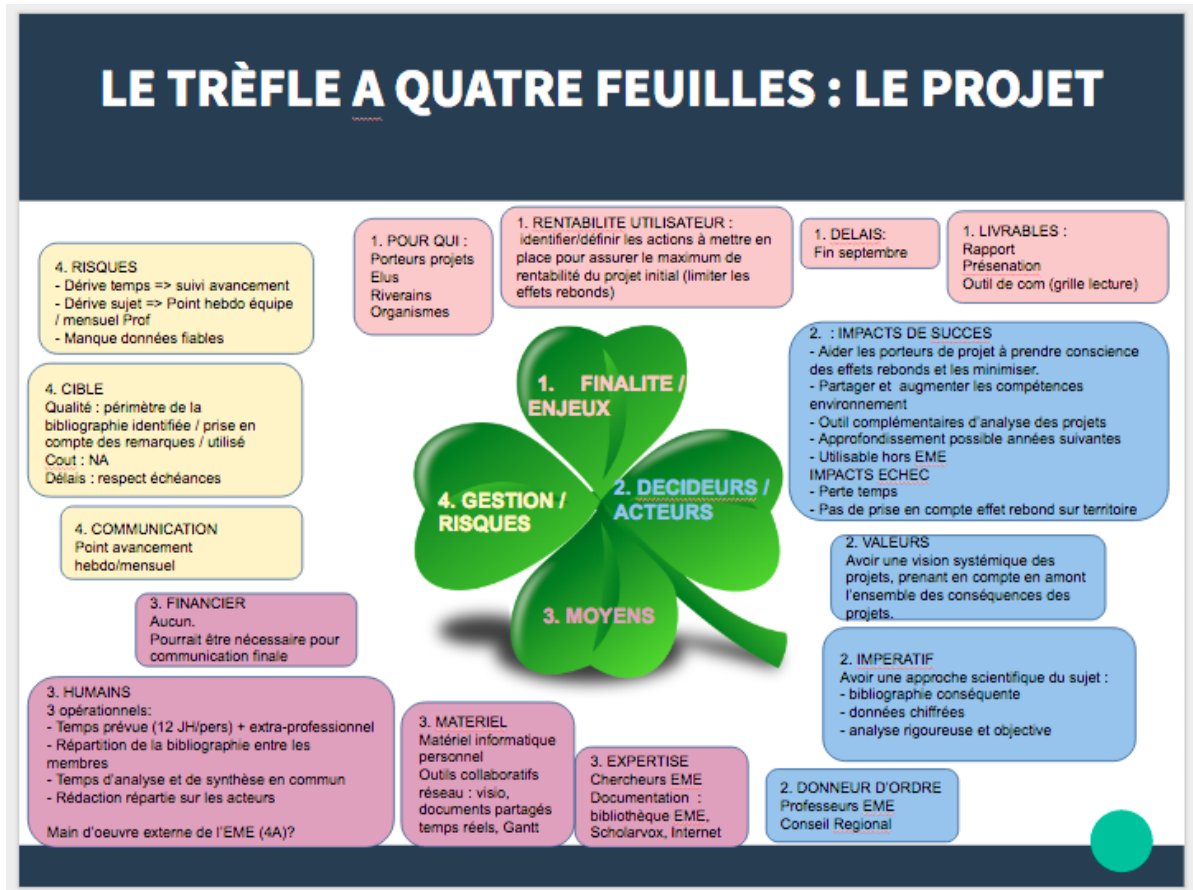 LE TRÈFLE A QUATRE FEUILLES : LE PROJET
1. POUR QUI :
Porteurs projets
Elus
Riverains
Organismes
1. RENTABILITE UTILISATEUR :
identifier/définir les actions à mettre en
place pour assurer le maximum de
rentabilité du projet initial (limiter les
effets rebonds)
1. DELAIS:
Fin septembre
1. LIVRABLES :
Rapport
Présenation
Outil de com (grille lecture)
4. RISQUES
- Dérive temps => suivi avancement
- Dérive sujet => Point hebdo équipe
/ mensuel Prof
- Manque données fiables
4. CIBLE
Qualité : périmètre de la
bibliographie identifiée / prise en
compte des remarques / utilisé
Cout : NA
Délais : respect échéances
4. COMMUNICATION
Point avancement
hebdo/mensuel
1. FINALITE /
ENJEUX
2. DECIDEURS /
ACTEURS
4. GESTION /
RISQUES
3. MOYENS
2. : IMPACTS DE SUCCES
- Aider les porteurs de projet à prendre conscience
des effets rebonds et les minimiser.
- Partager et augmenter les compétences
environnement
- Outil complémentaires d'analyse des projets
- Approfondissement possible années suivantes
- Utilisable hors EME
IMPACTS ECHEC
- Perte temps
- Pas de prise en compte effet rebond sur territoire
2. VALEURS
Avoir une vision systémique des
projets, prenant en compte en amont
l'ensemble des conséquences des
projets.
2. IMPERATIF
Avoir une approche scientifique du sujet :
- bibliographie conséquente
- données chiffrées
- analyse rigoureuse et objective
2. DONNEUR D'ORDRE
Professeurs EME
Conseil Regional
3. FINANCIER
Aucun.
Pourrait être nécessaire pour
communication finale
3. HUMAINS
3 opérationnels:
- Temps prévue (12 JH/pers) + extra-professionnel
- Répartition de la bibliographie entre les
membres
- Temps d'analyse et de synthèse en commun
- Rédaction répartie sur les acteurs
Main d'oeuvre externe de l'EME (4A)?
3. MATERIEL
Matériel informatique
personnel
Outils collaboratifs
réseau : visio,
documents partagés
temps réels, Gantt
3. EXPERTISE
Chercheurs EME
Documentation :
bibliothèque EME,
Scholarvox, Internet